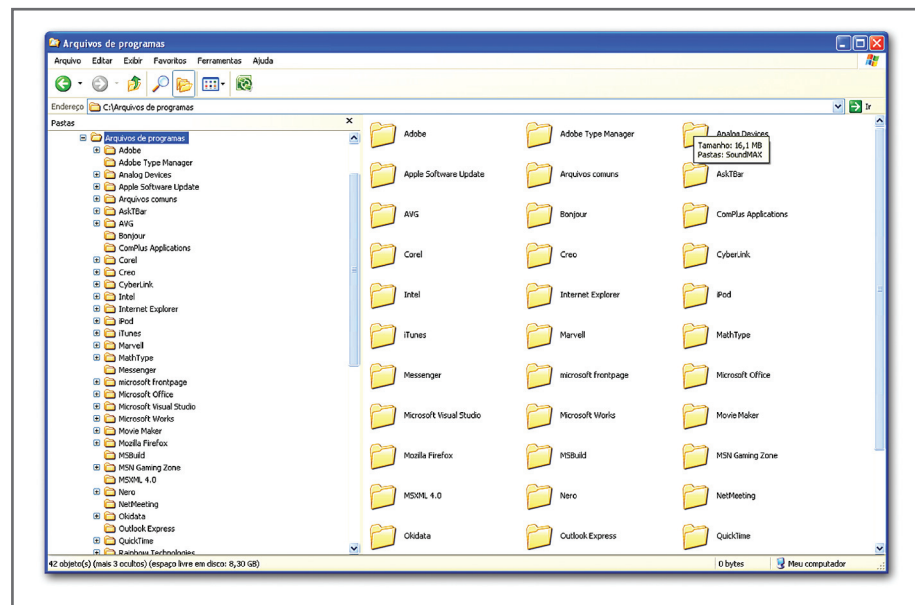 Arquivos de programas
Arquivo Editar Exibir Favoritos Ferramentas Ajuda
Endereço C:\Arquivos de programas Ir
Pastas
Arquivos de programas
Adobe
Adobe Type Manager
Analog Devices
Apple Software Update
Arquivos comuns
AskTBar
AVG
Bonjour
ComPlus Applications
Corel
Creo
CyberLink
Intel
Internet Explorer
iPod
iTunes
Marvell
MathType
Messenger
microsoft frontpage
Microsoft Office
Microsoft Visual Studio
Microsoft Works
Movie Maker
Mozilla Firefox
MSBuild
MSN Gaming Zone
MSXML 4.0
Nero
NetMeeting
Okidata
Outlook Express
QuickTime
Rainbow Technologies
Adobe Adobe Type Manager Analog Devices
Tamanho: 16,1 MB
Pastas: SoundMAX
Apple Software Update Arquivos comuns AskTBar
AVG Bonjour ComPlus Applications
Corel Creo CyberLink
Intel Internet Explorer iPod
iTunes Marvell MathType
Messenger microsoft frontpage Microsoft Office
Microsoft Visual Studio Microsoft Works Movie Maker
Mozilla Firefox MSBuild MSN Gaming Zone
MSXML 4.0 Nero NetMeeting
Okidata Outlook Express QuickTime
42 objeto(s) (mais 3 ocultos) (espaço livre em disco: 8,30 GB) 0 bytes Meu computador